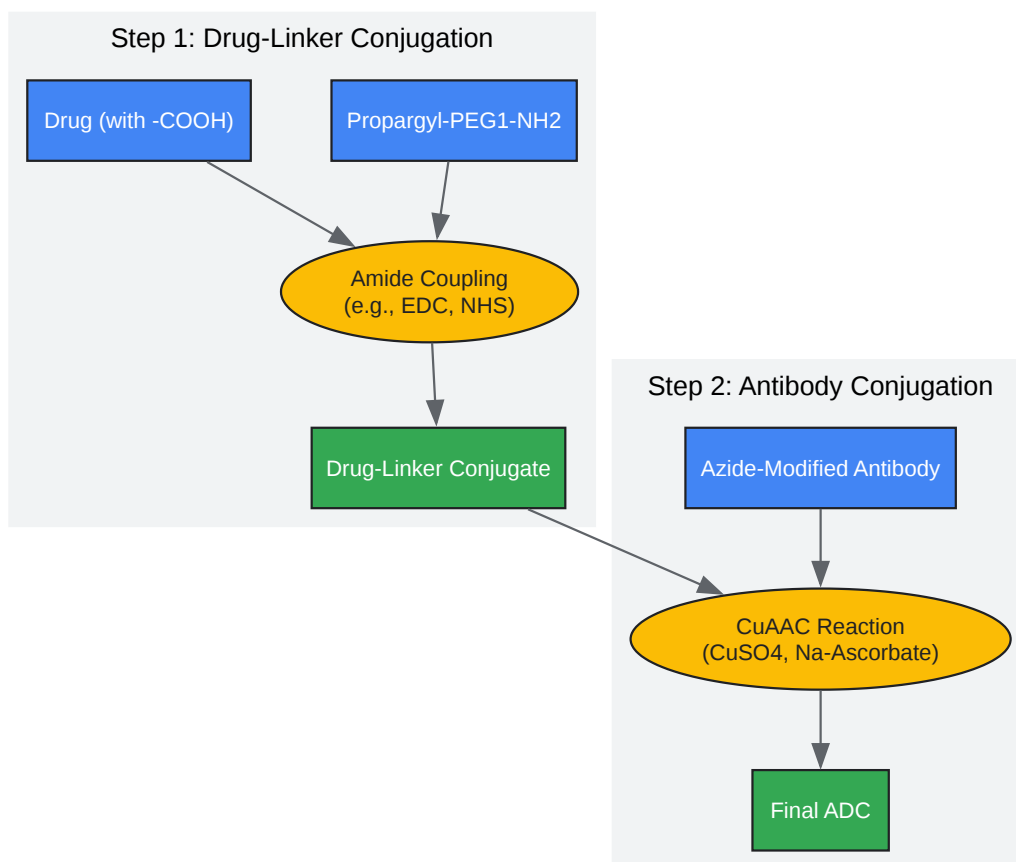 Step 1: Drug-Linker Conjugation
Drug (with -COOH)
Propargyl-PEG1-NH2
Amide Coupling
(e.g., EDC, NHS)
Drug-Linker Conjugate
Step 2: Antibody Conjugation
Azide-Modified Antibody
CuAAC Reaction
(CuSO4, Na-Ascorbate)
Final ADC